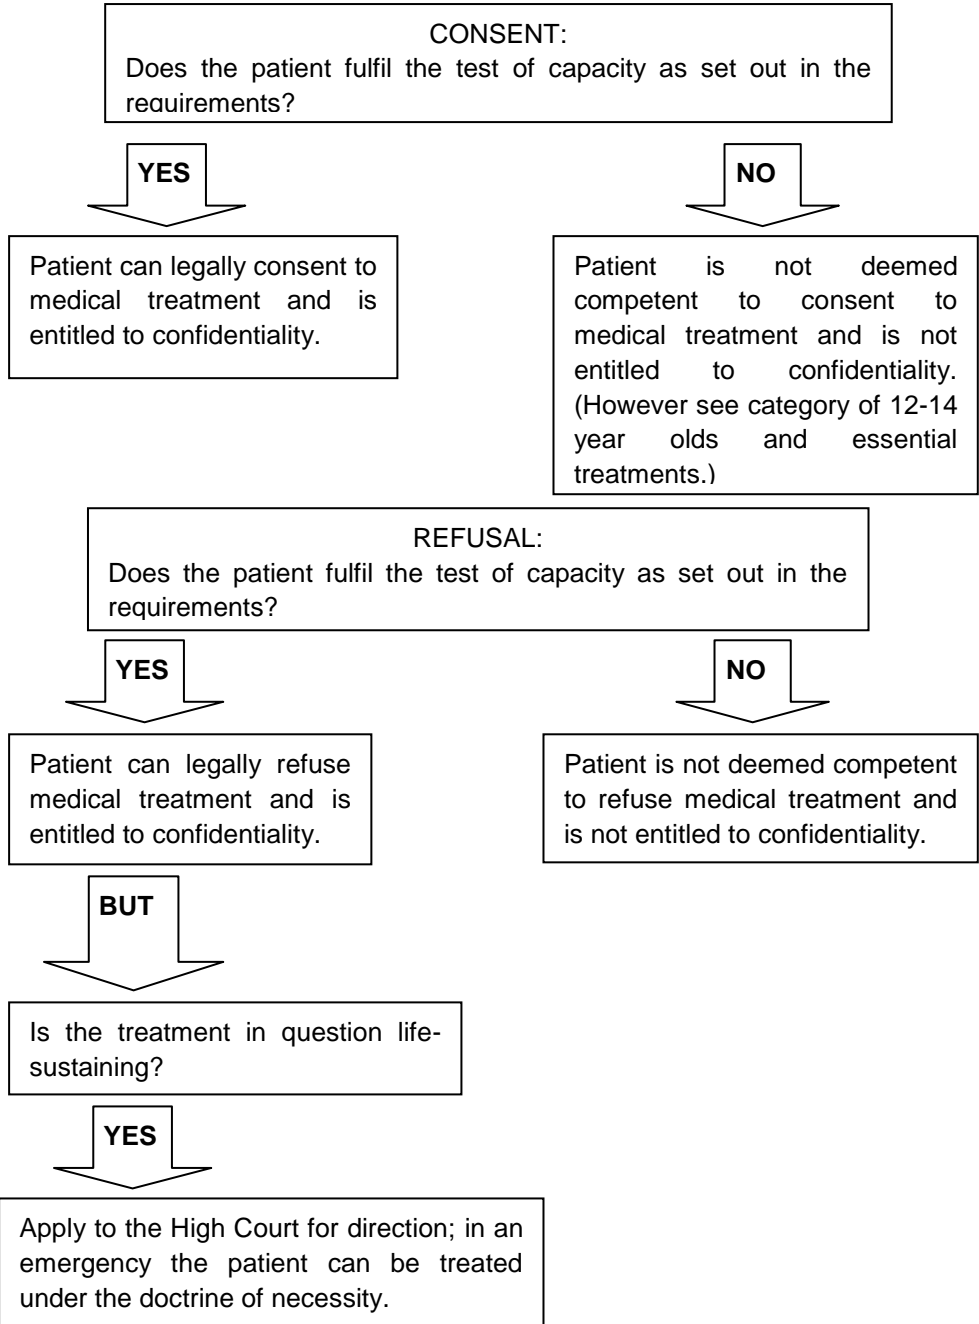 CONSENT:
Does the patient fulfil the test of capacity as set out in the
requirements?
YES
NO
Patient can legally consent to
medical treatment and is
entitled to confidentiality.
Patient is not deemed
competent to consent to
medical treatment and is not
entitled to confidentiality.
(However see category of 12-14
year olds and essential
treatments.)
REFUSAL:
Does the patient fulfil the test of capacity as set out in the
requirements?
YES
NO
Patient can legally refuse
medical treatment and is
entitled to confidentiality.
Patient is not deemed competent
to refuse medical treatment and
is not entitled to confidentiality.
BUT
Is the treatment in question life-
sustaining?
YES
Apply to the High Court for direction; in an
emergency the patient can be treated
under the doctrine of necessity.